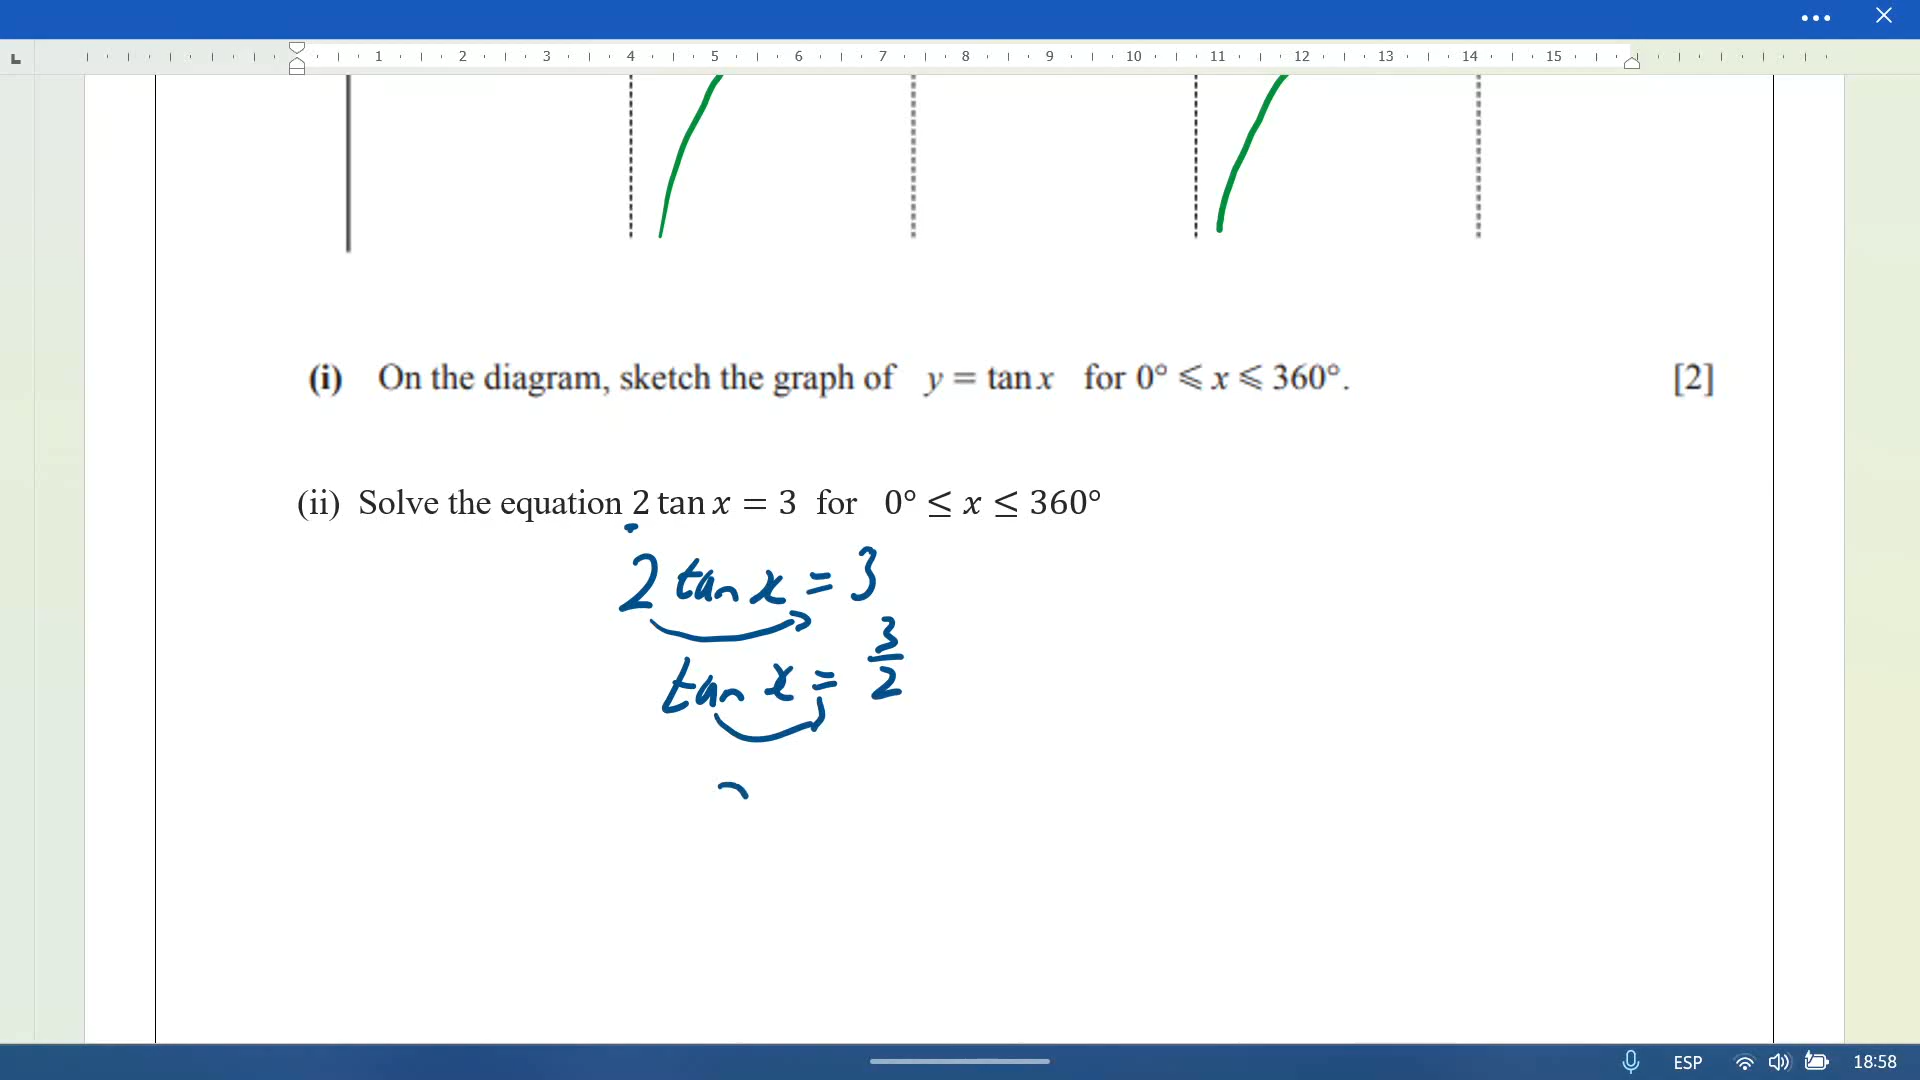 1 2 3 4 5 6 7 8 9 10 11 12 13 14 15
(i) On the diagram, sketch the graph of y = tan x for 0° ⩽ x ⩽ 360°. [2]
(ii) Solve the equation 2 tan x = 3 for 0° ≤ x ≤ 360°
2 tan x = 3
tan x = 3/2
ESP 18:58